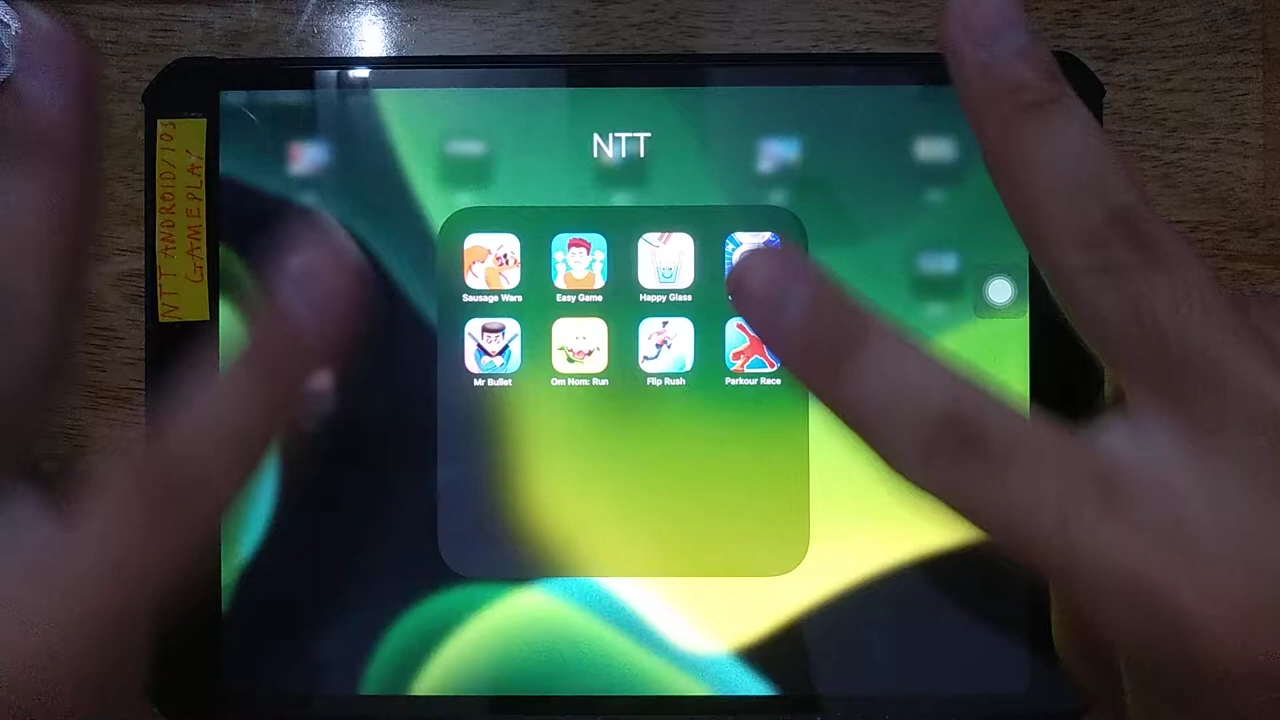 NTT ANDROID/IOS
GAMEPLAY
NTT
Sausage Wars
Easy Game
Happy Glass
Mr Bullet
Om Nom: Run
Flip Rush
Parkour Race